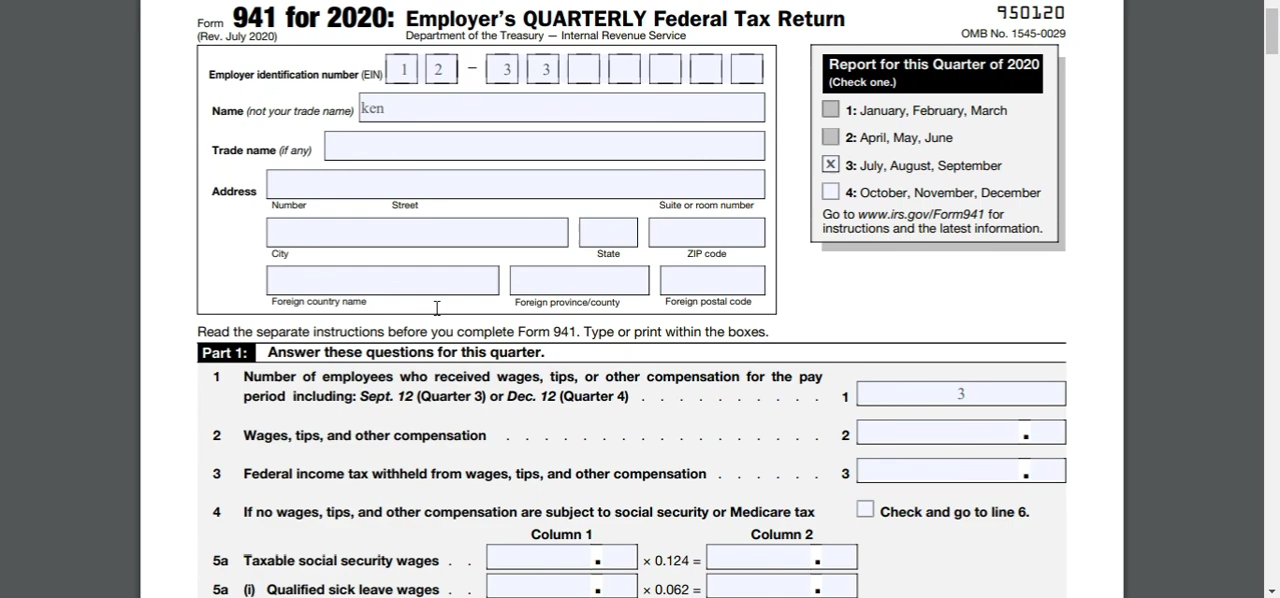 Form 941 for 2020: Employer's QUARTERLY Federal Tax Return
950120
(Rev. July 2020) Department of the Treasury — Internal Revenue Service
OMB No. 1545-0029
Employer identification number (EIN) 1 2 – 3 3
Name (not your trade name) ken
Trade name (if any)
Address
Number Street Suite or room number
City State ZIP code
Foreign country name Foreign province/county Foreign postal code
Report for this Quarter of 2020
(Check one.)
1: January, February, March
2: April, May, June
X 3: July, August, September
4: October, November, December
Go to www.irs.gov/Form941 for
instructions and the latest information.
Read the separate instructions before you complete Form 941. Type or print within the boxes.
Part 1: Answer these questions for this quarter.
1 Number of employees who received wages, tips, or other compensation for the pay
period including: Sept. 12 (Quarter 3) or Dec. 12 (Quarter 4) . . . . . . . . . . 1 3
2 Wages, tips, and other compensation . . . . . . . . . . . . . . . . . 2 .
3 Federal income tax withheld from wages, tips, and other compensation . . . . . . 3 .
4 If no wages, tips, and other compensation are subject to social security or Medicare tax Check and go to line 6.
Column 1 Column 2
5a Taxable social security wages . . . × 0.124 = .
5a (i) Qualified sick leave wages . . . × 0.062 = .